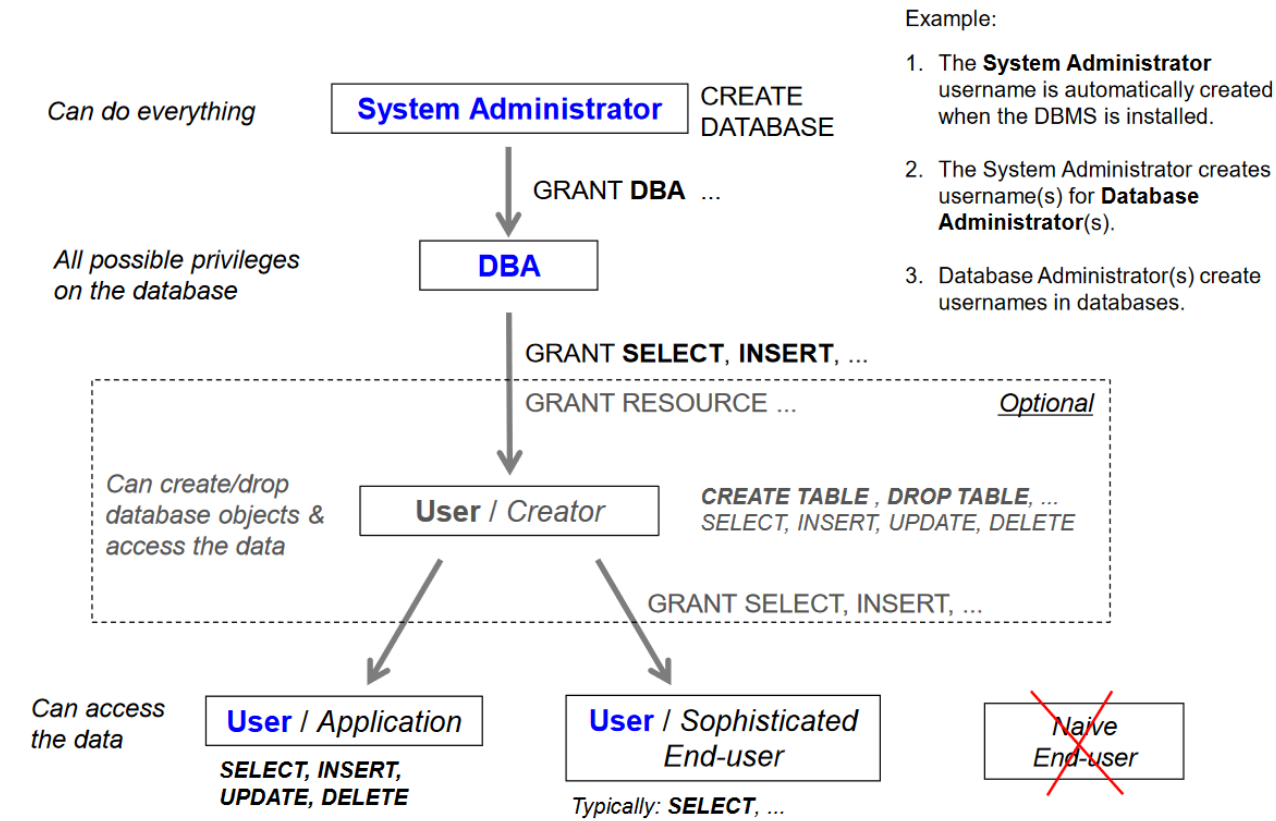 Example:
1. The System Administrator
username is automatically created
when the DBMS is installed.
2. The System Administrator creates
username(s) for Database
Administrator(s).
3. Database Administrator(s) create
usernames in databases.
Can do everything
System Administrator
CREATE
DATABASE
GRANT DBA ...
All possible privileges
on the database
DBA
GRANT SELECT, INSERT, ...
GRANT RESOURCE ...
Optional
Can create/drop
database objects &
access the data
User / Creator
CREATE TABLE , DROP TABLE, ...
SELECT, INSERT, UPDATE, DELETE
GRANT SELECT, INSERT, ...
Can access
the data
User / Application
SELECT, INSERT,
UPDATE, DELETE
User / Sophisticated
End-user
Typically: SELECT, ...
Naive
End-user